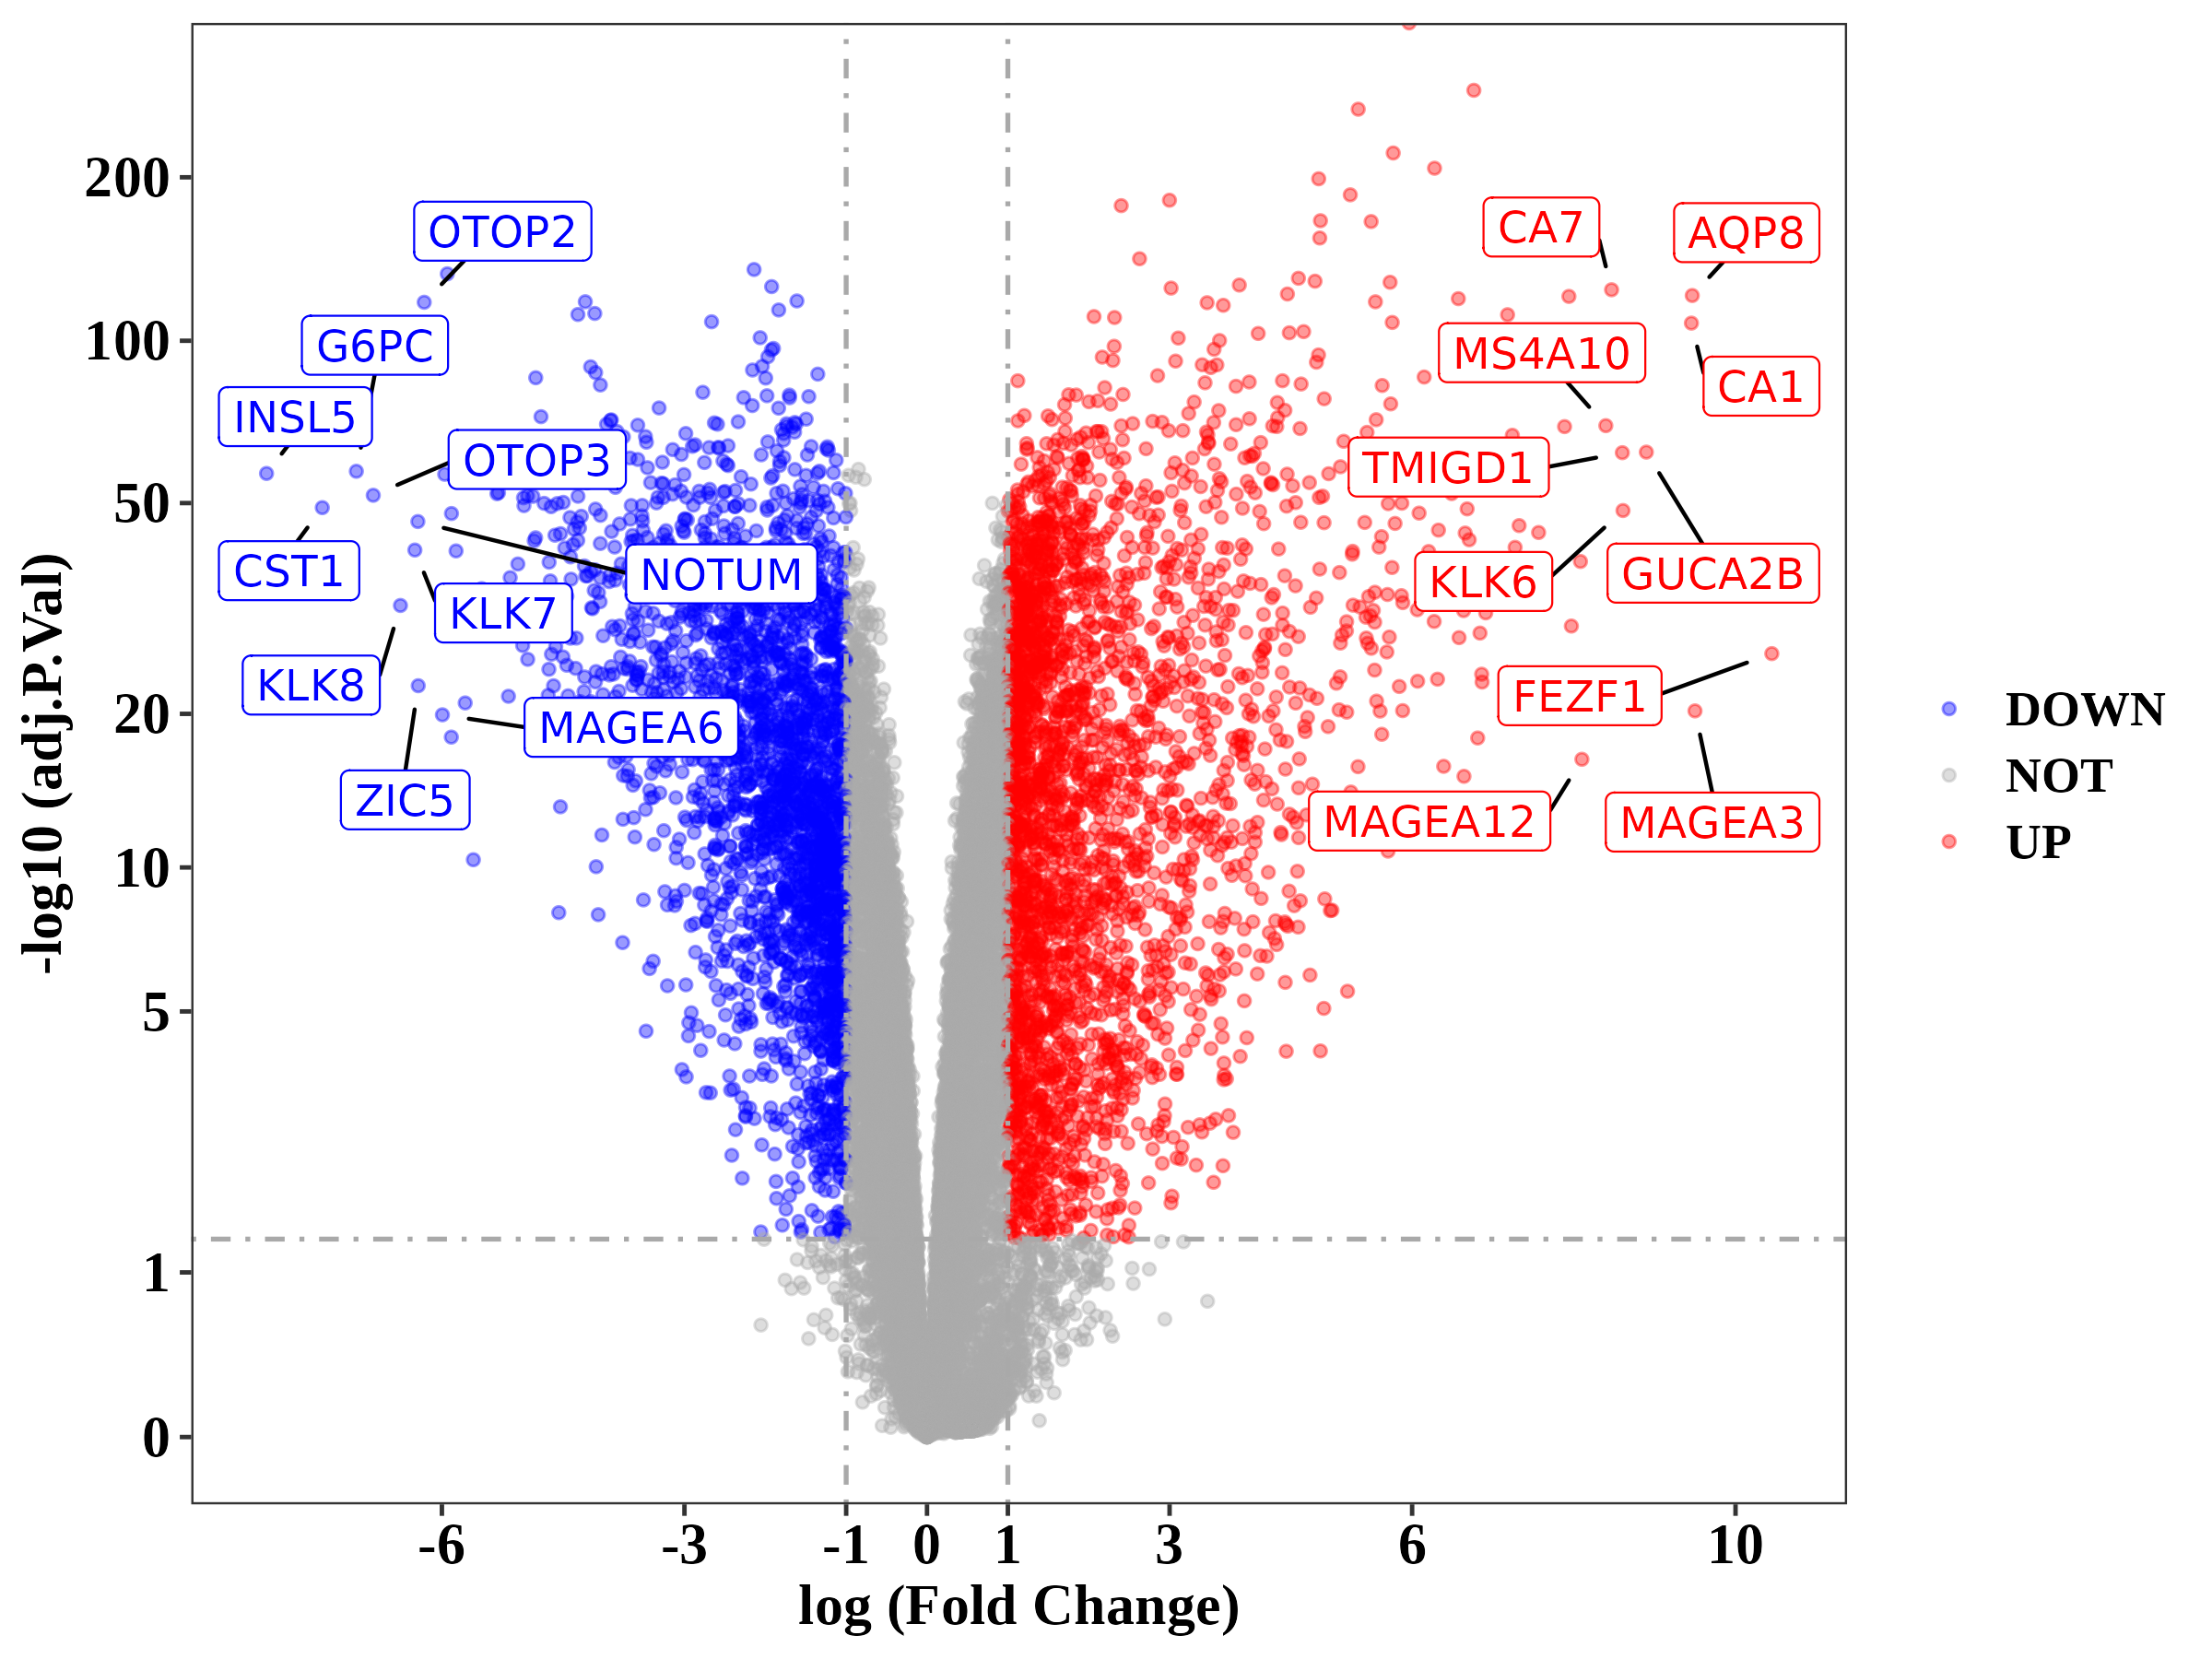 200
100
50
20
10
5
1
0
-log10 (adj.P.Val)
OTOP2
G6PC
INSL5
OTOP3
CST1
NOTUM
KLK7
KLK8
MAGEA6
ZIC5
CA7
AQP8
MS4A10
CA1
TMIGD1
KLK6
GUCA2B
FEZF1
MAGEA12
MAGEA3
DOWN
NOT
UP
-6 -3 -1 0 1 3 6 10
log (Fold Change)